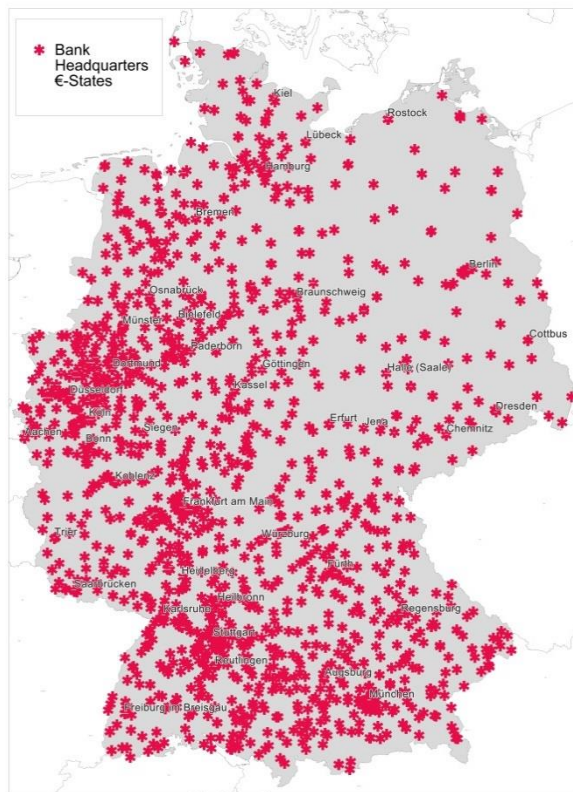 Bank
Headquarters
€-States
Kiel
Rostock
Lübeck
Hamburg
Bremen
Berlin
Osnabrück
Braunschweig
Münster
Bielefeld
Cottbus
Paderborn
Dortmund
Göttingen
Halle (Saale)
Düsseldorf
Kassel
Dresden
Köln
Erfurt
Jena
Siegen
Chemnitz
Aachen
Bonn
Koblenz
Frankfurt am Main
Trier
Würzburg
Fürth
Heidelberg
Saarbrücken
Heilbronn
Karlsruhe
Regensburg
Stuttgart
Reutlingen
Augsburg
München
Freiburg im Breisgau